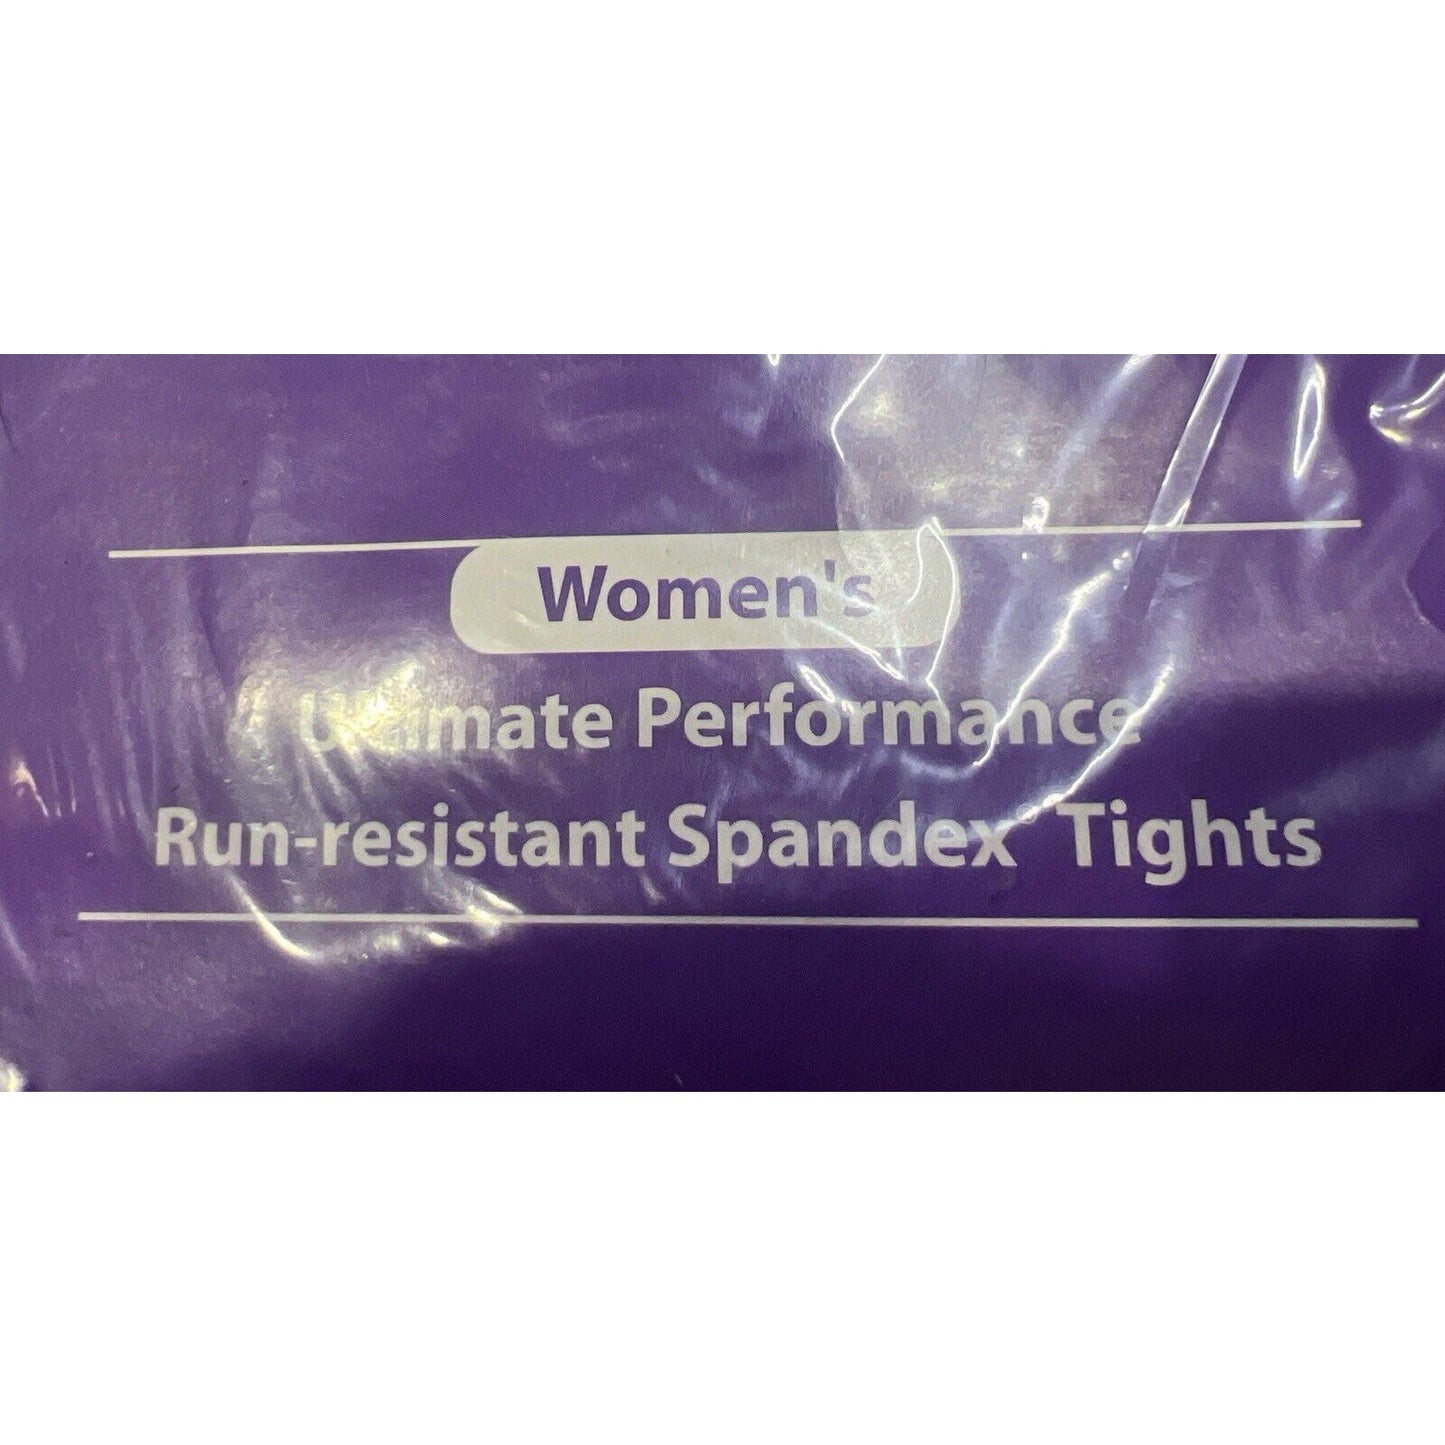 Women's
Ultimate Performance
Run-resistant Spandex Tights